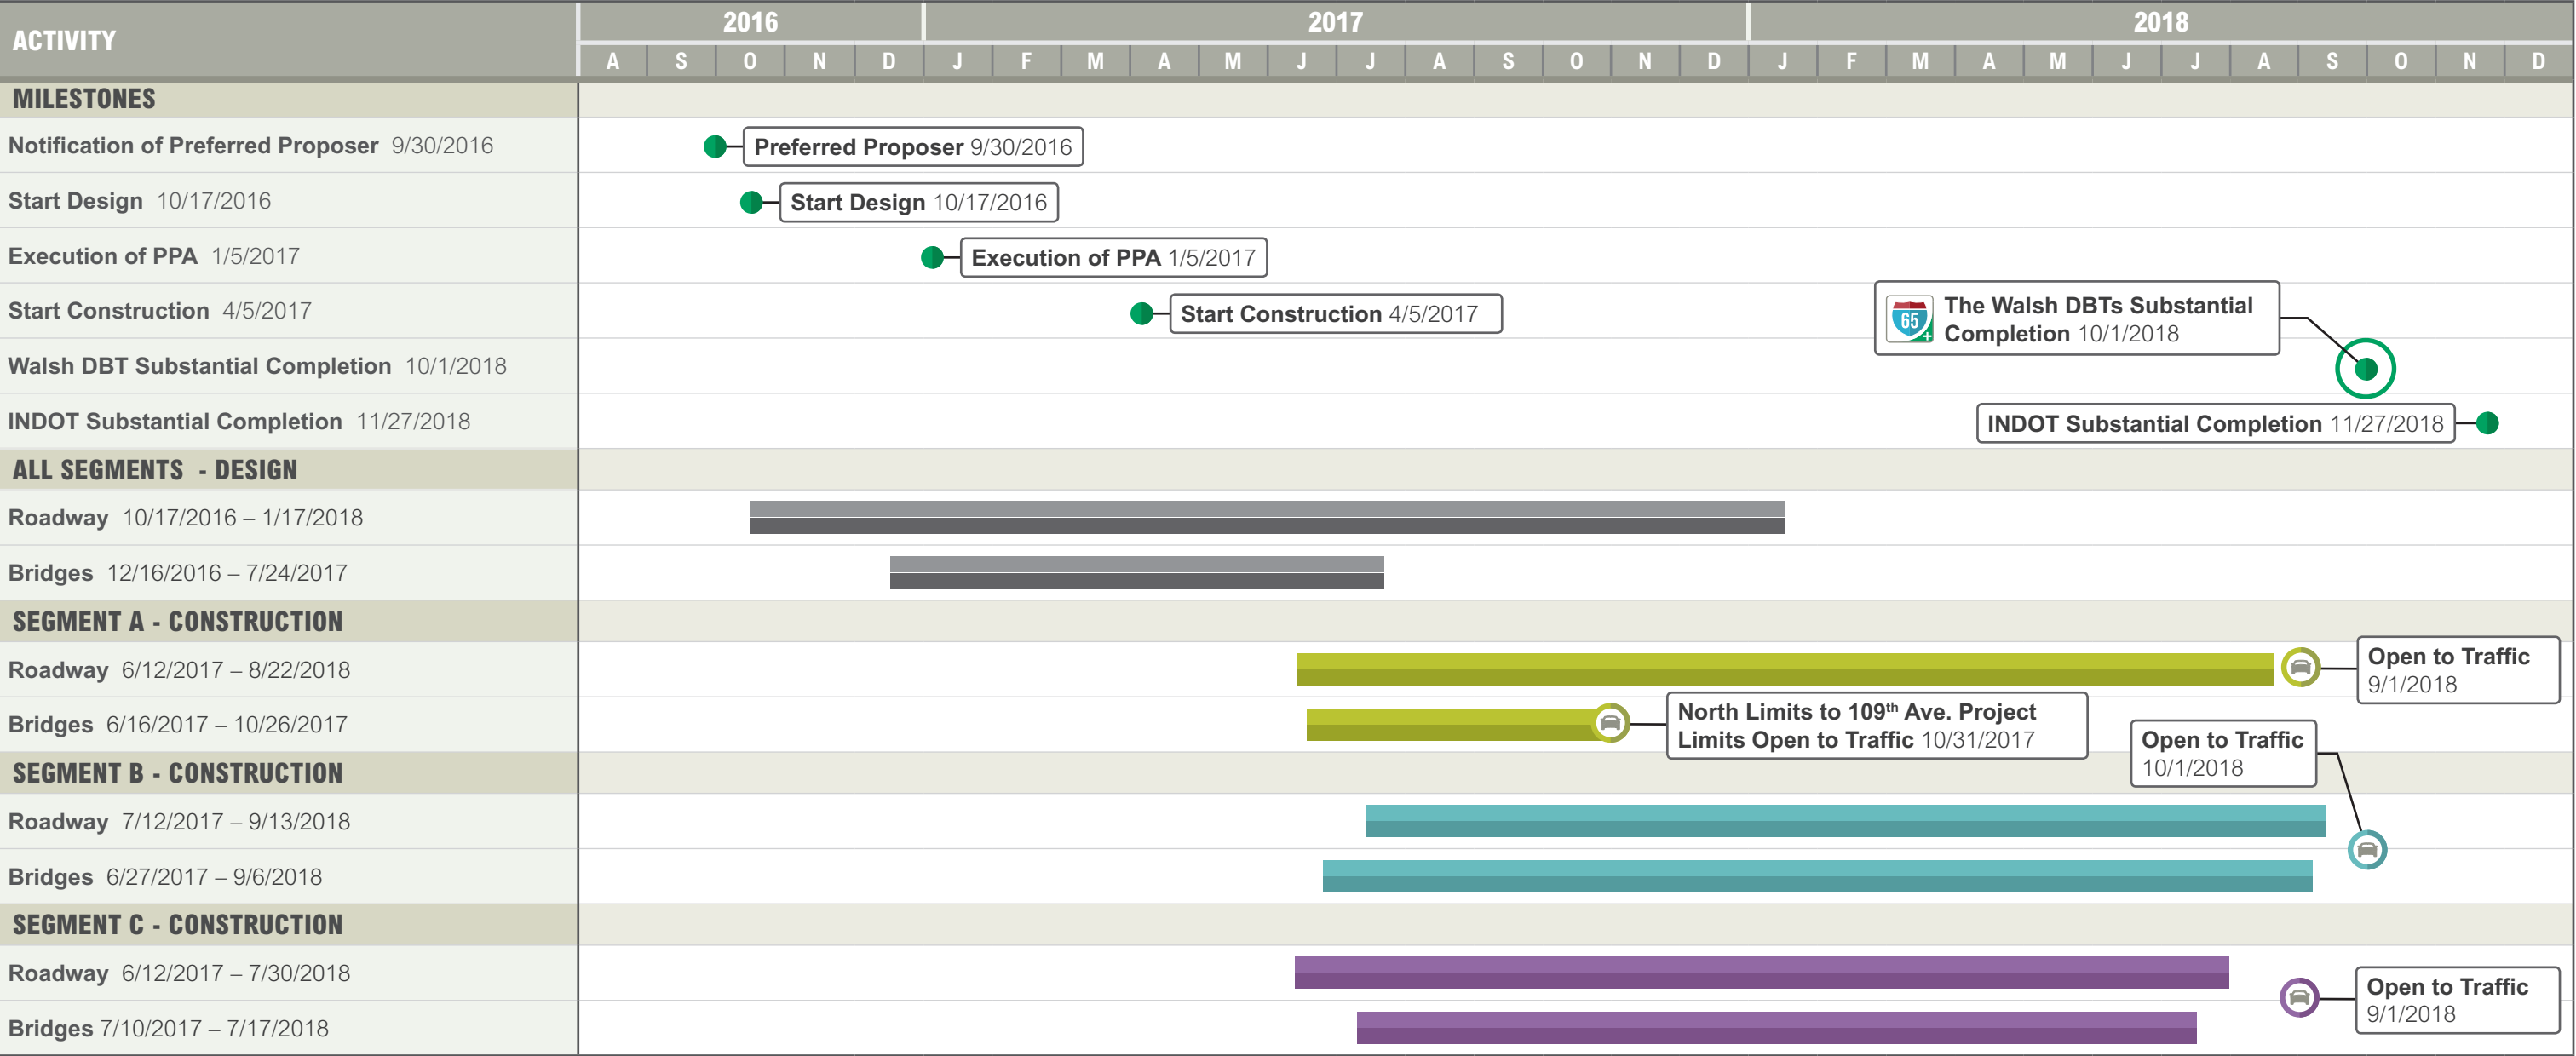 ACTIVITY
2016 2017 2018
A S O N D J F M A M J J A S O N D J F M A M J J A S O N D
MILESTONES
Notification of Preferred Proposer 9/30/2016
Preferred Proposer 9/30/2016
Start Design 10/17/2016
Start Design 10/17/2016
Execution of PPA 1/5/2017
Execution of PPA 1/5/2017
Start Construction 4/5/2017
Start Construction 4/5/2017
65
+
The Walsh DBTs Substantial
Completion 10/1/2018
Walsh DBT Substantial Completion 10/1/2018
INDOT Substantial Completion 11/27/2018
INDOT Substantial Completion 11/27/2018
ALL SEGMENTS - DESIGN
Roadway 10/17/2016 – 1/17/2018
Bridges 12/16/2016 – 7/24/2017
SEGMENT A - CONSTRUCTION
Roadway 6/12/2017 – 8/22/2018
Open to Traffic
9/1/2018
Bridges 6/16/2017 – 10/26/2017
North Limits to 109th Ave. Project
Limits Open to Traffic 10/31/2017
SEGMENT B - CONSTRUCTION
Open to Traffic
10/1/2018
Roadway 7/12/2017 – 9/13/2018
Bridges 6/27/2017 – 9/6/2018
SEGMENT C - CONSTRUCTION
Roadway 6/12/2017 – 7/30/2018
Open to Traffic
9/1/2018
Bridges 7/10/2017 – 7/17/2018